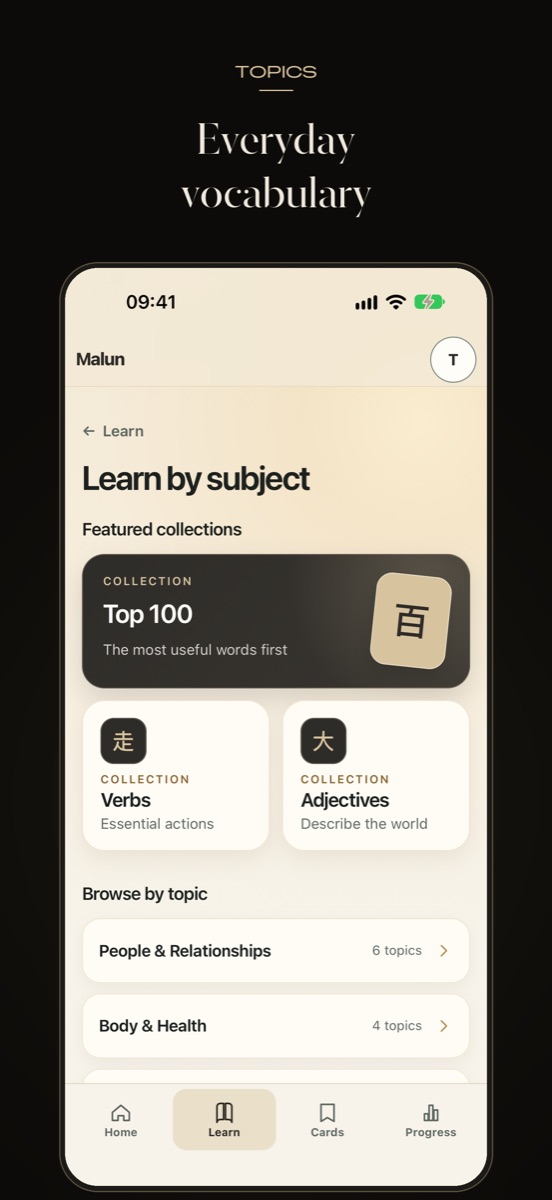 TOPICS
Everyday
vocabulary
09:41
Malun
T
← Learn
Learn by subject
Featured collections
COLLECTION
Top 100
The most useful words first
百
走
COLLECTION
Verbs
Essential actions
大
COLLECTION
Adjectives
Describe the world
Browse by topic
People & Relationships
6 topics
Body & Health
4 topics
Home
Learn
Cards
Progress